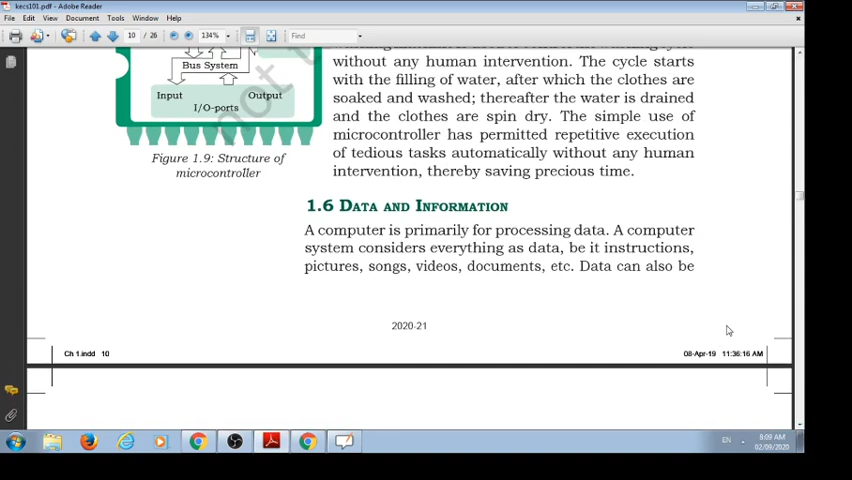 kecs101.pdf - Adobe Reader
File Edit View Document Tools Window Help
10 / 26 134% Find
Bus System
Input Output
I/O-ports
Figure 1.9: Structure of
microcontroller
without any human intervention. The cycle starts
with the filling of water, after which the clothes are
soaked and washed; thereafter the water is drained
and the clothes are spin dry. The simple use of
microcontroller has permitted repetitive execution
of tedious tasks automatically without any human
intervention, thereby saving precious time.
1.6 DATA AND INFORMATION
A computer is primarily for processing data. A computer
system considers everything as data, be it instructions,
pictures, songs, videos, documents, etc. Data can also be
2020-21
Ch 1.indd 10 08-Apr-19 11:36:16 AM
EN 8:09 AM
02/09/2020